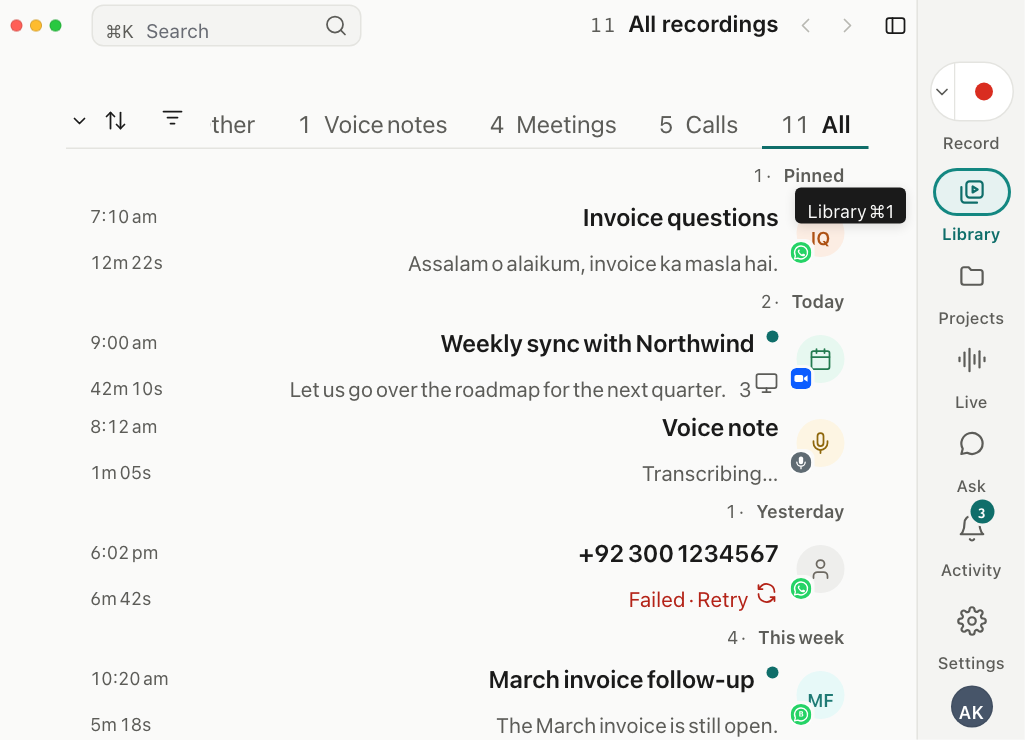 ⌘K Search
11 All recordings
ther
1 Voice notes
4 Meetings
5 Calls
11 All
1 · Pinned
Library ⌘1
7:10 am
Invoice questions
IQ
12m 22s
Assalam o alaikum, invoice ka masla hai.
2 · Today
9:00 am
Weekly sync with Northwind
42m 10s
Let us go over the roadmap for the next quarter. 3
8:12 am
Voice note
1m 05s
Transcribing...
1 · Yesterday
6:02 pm
+92 300 1234567
6m 42s
Failed · Retry
4 · This week
10:20 am
March invoice follow-up
MF
5m 18s
The March invoice is still open.
Record
Library
Projects
Live
Ask
3
Activity
Settings
AK